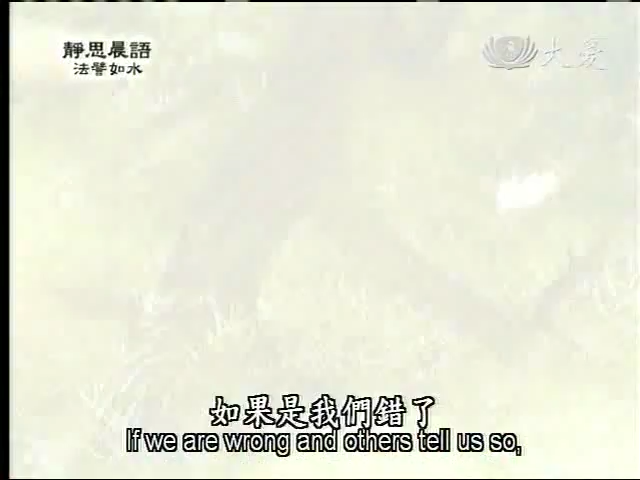 靜思晨語
法譬如水
大愛
如果是我們錯了
If we are wrong and others tell us so,